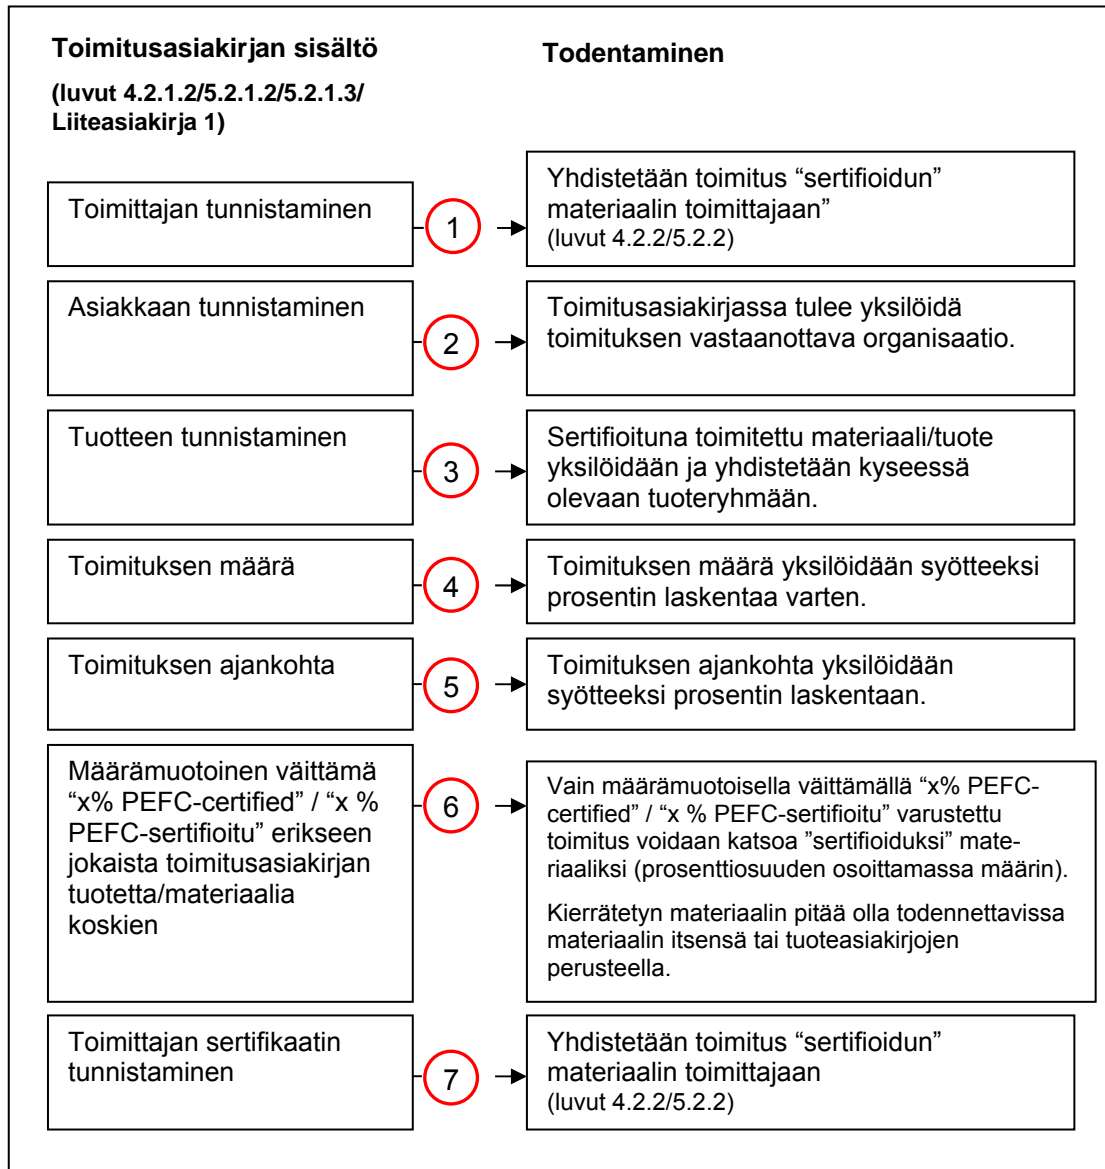 Toimitusasiakirjan sisältö
(luvut 4.2.1.2/5.2.1.2/5.2.1.3/
Liiteasiakirja 1)
Todentaminen
Toimittajan tunnistaminen
1
Yhdistetään toimitus “sertifioidun”
materiaalin toimittajaan”
(luvut 4.2.2/5.2.2)
Asiakkaan tunnistaminen
2
Toimitusasiakirjassa tulee yksilöidä
toimituksen vastaanottava organisaatio.
Tuotteen tunnistaminen
3
Sertifioituna toimitettu materiaali/tuote
yksilöidään ja yhdistetään kyseessä
olevaan tuoteryhmään.
Toimituksen määrä
4
Toimituksen määrä yksilöidään syötteeksi
prosentin laskentaa varten.
Toimituksen ajankohta
5
Toimituksen ajankohta yksilöidään
syötteeksi prosentin laskentaan.
Määrämuotoinen väittämä
“x% PEFC-certified” / “x %
PEFC-sertifioitu” erikseen
jokaista toimitusasiakirjan
tuotetta/materiaalia
koskien
6
Vain määrämuotoisella väittämällä “x% PEFC-
certified” / “x % PEFC-sertifioitu” varustettu
toimitus voidaan katsoa ”sertifioiduksi” mate-
riaaliksi (prosenttiosuuden osoittamassa määrin).
Kierrätetyn materiaalin pitää olla todennettavissa
materiaalin itsensä tai tuoteasiakirjojen
perusteella.
Toimittajan sertifikaatin
tunnistaminen
7
Yhdistetään toimitus “sertifioidun”
materiaalin toimittajaan
(luvut 4.2.2/5.2.2)